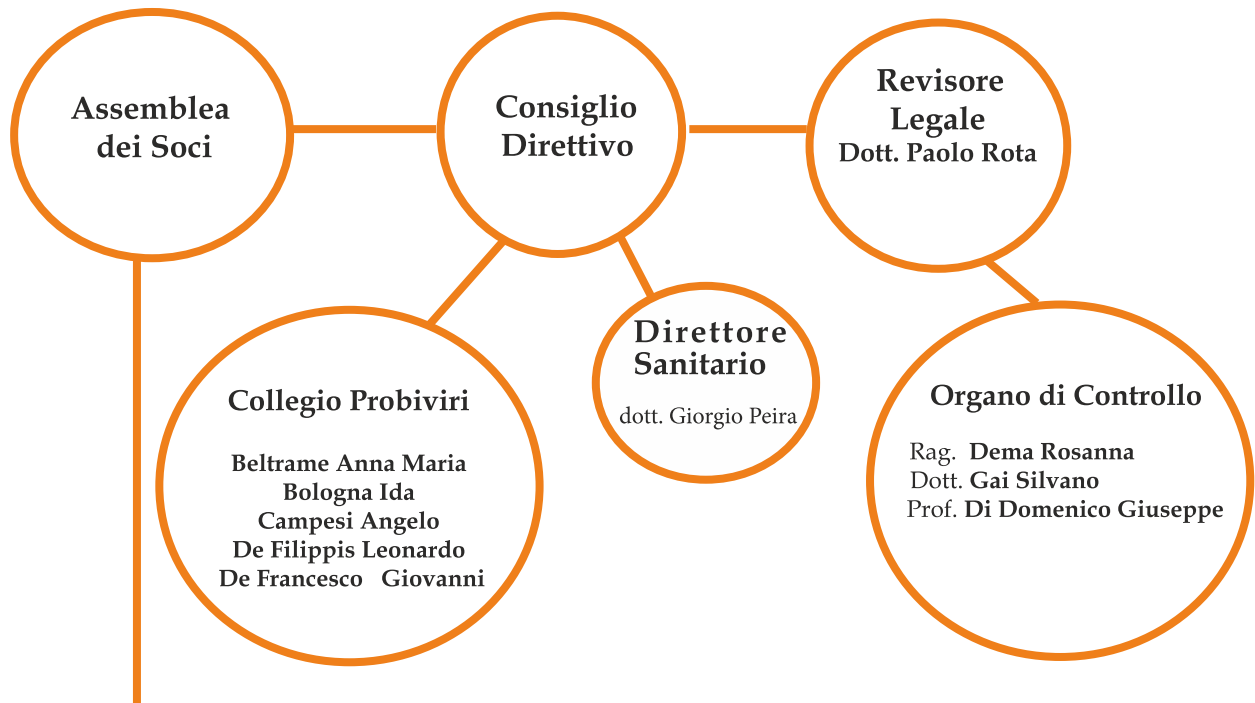 Assemblea
dei Soci
Consiglio
Direttivo
Revisore
Legale
Dott. Paolo Rota
Direttore
Sanitario
dott. Giorgio Peira
Collegio Probiviri
Beltrame Anna Maria
Bologna Ida
Campesi Angelo
De Filippis Leonardo
De Francesco Giovanni
Organo di Controllo
Rag. Dema Rosanna
Dott. Gai Silvano
Prof. Di Domenico Giuseppe